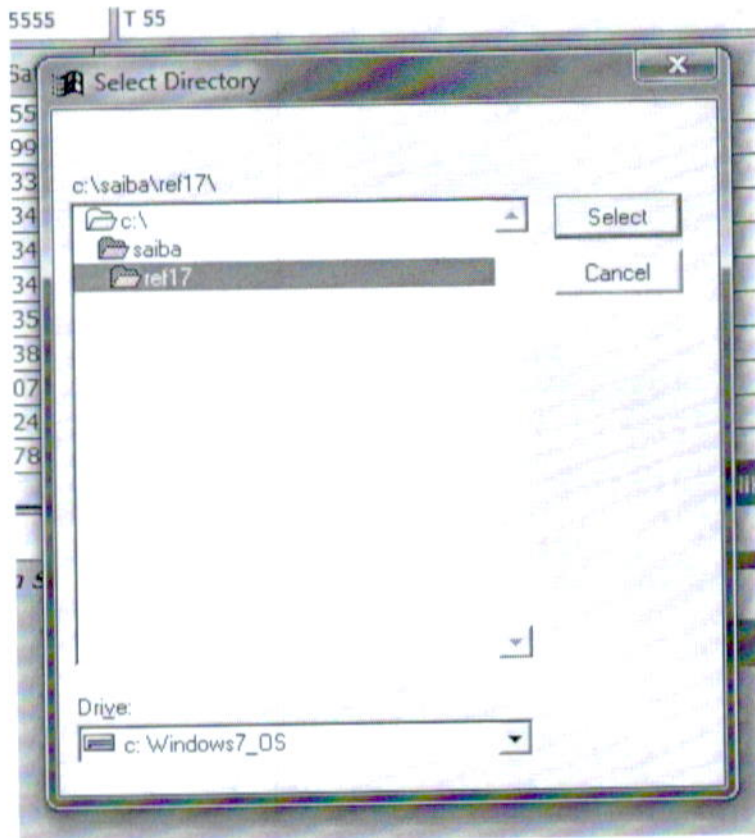 5555 T 55
Select Directory
55
99
33
c:\saiba\ref17\
34
c:\
Select
34
saiba
34
ref17
Cancel
35
38
07
24
78
Drive:
c: Windows7_OS